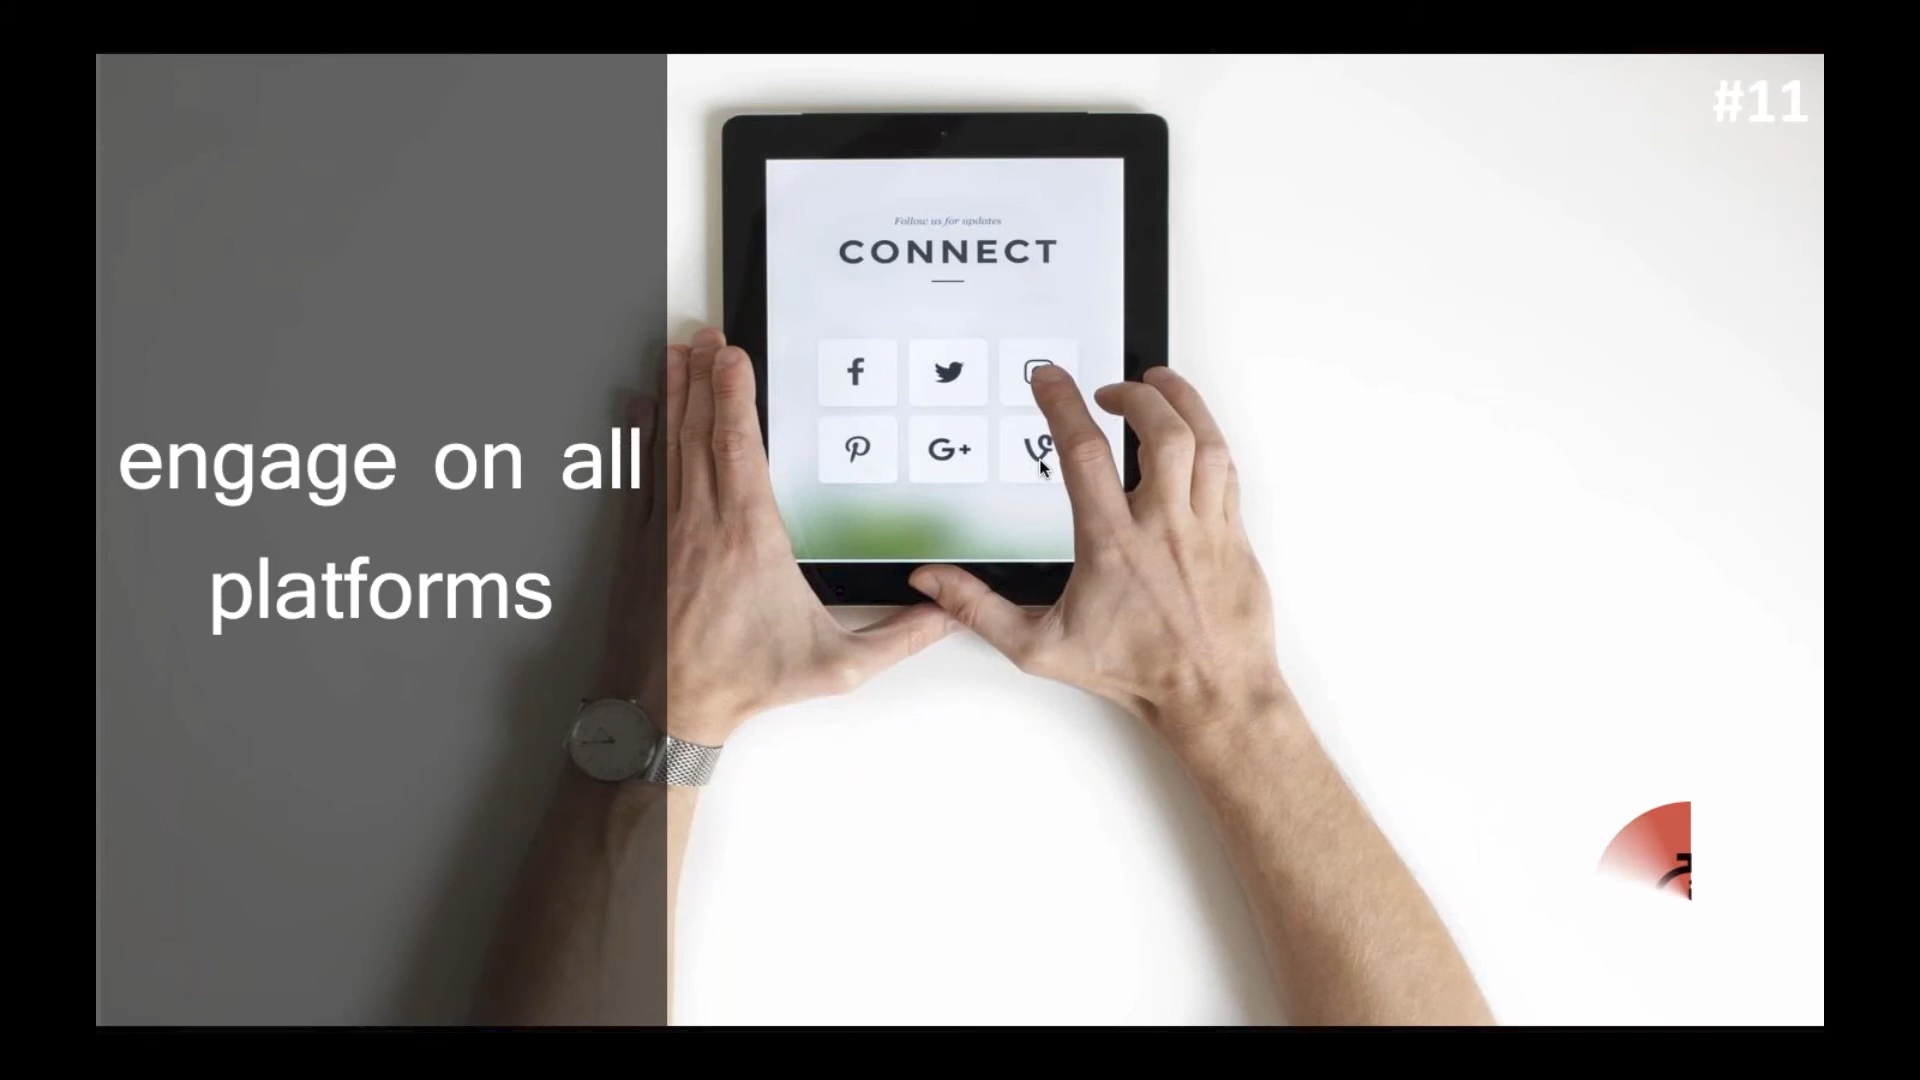 #11
Follow us for updates
CONNECT
G+
engage on all
platforms